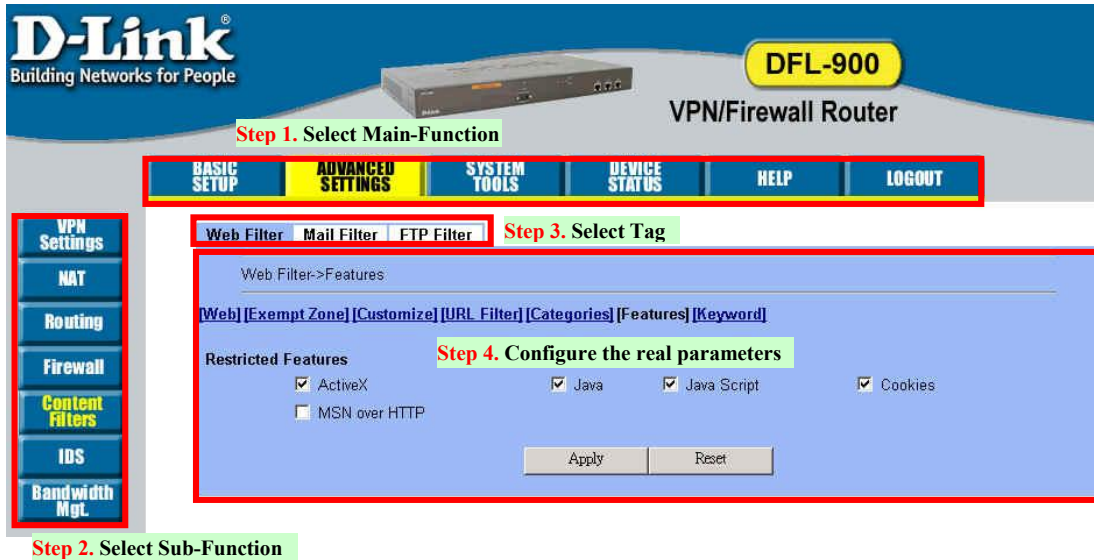 D-Link®
Building Networks for People
DFL-900
VPN/Firewall Router
Step 1. Select Main-Function
BASIC SETUP
ADVANCED SETTINGS
SYSTEM TOOLS
DEVICE STATUS
HELP
LOGOUT
VPN Settings
NAT
Routing
Firewall
Content Filters
IDS
Bandwidth Mgt.
Web Filter Mail Filter FTP Filter
Step 3. Select Tag
Web Filter->Features
[Web] [Exempt Zone] [Customize] [URL Filter] [Categories] [Features] [Keyword]
Step 4. Configure the real parameters
Restricted Features
ActiveX Java Java Script Cookies
MSN over HTTP
Apply Reset
Step 2. Select Sub-Function